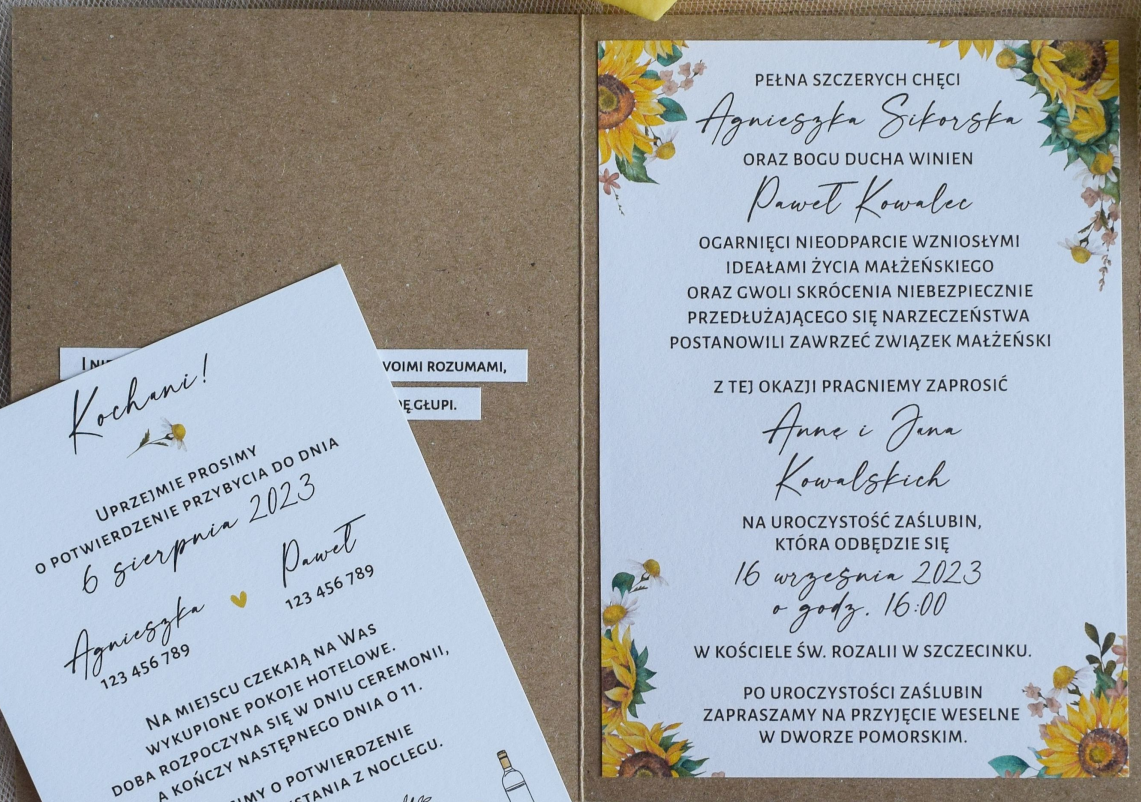 I
VOIMI ROZUMAMI,
GŁUPI.
Kochani!
UPRZEJMIE PROSIMY
O POTWIERDZENIE PRZYBYCIA DO DNIA
6 sierpnia 2023
Agnieszka
123 456 789
Paweł
123 456 789
NA MIEJSCU CZEKAJĄ NA WAS
WYKUPIONE POKOJE HOTELOWE.
DOBA ROZPOCZYNA SIĘ W DNIU CEREMONII,
A KOŃCZY NASTĘPNEGO DNIA O 11.
SIMY O POTWIERDZENIE
STANIA Z NOCLEGU.
PEŁNA SZCZERYCH CHĘCI
Agnieszka Sikorska
ORAZ BOGU DUCHA WINIEN
Paweł Kowalec
OGARNIĘCI NIEODPARCIE WZNIOSŁYMI
IDEAŁAMI ŻYCIA MAŁŻEŃSKIEGO
ORAZ GWOLI SKRÓCENIA NIEBEZPIECZNIE
PRZEDŁUŻAJĄCEGO SIĘ NARZECZEŃSTWA
POSTANOWILI ZAWRZEĆ ZWIĄZEK MAŁŻEŃSKI
Z TEJ OKAZJI PRAGNIEMY ZAPROSIĆ
Annę i Jana
Kowalskich
NA UROCZYSTOŚĆ ZAŚLUBIN,
KTÓRA ODBĘDZIE SIĘ
16 września 2023
o godz. 16:00
W KOŚCIELE ŚW. ROZALII W SZCZECINKU.
PO UROCZYSTOŚCI ZAŚLUBIN
ZAPRASZAMY NA PRZYJĘCIE WESELNE
W DWORZE POMORSKIM.